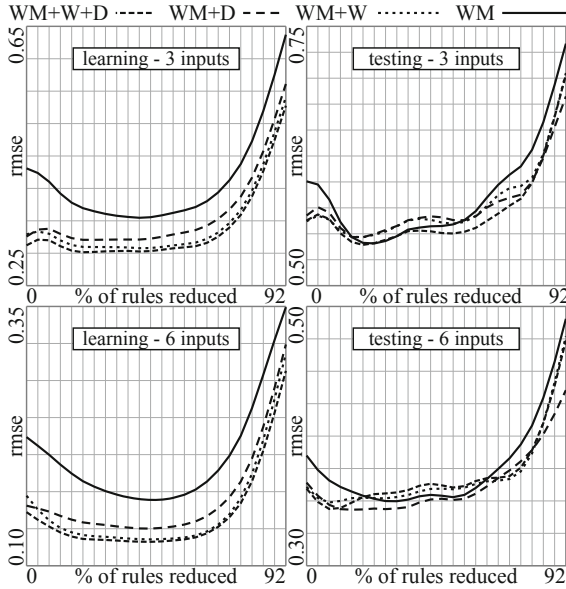 WM+W+D WM+D WM+W WM
0.65
learning - 3 inputs
rmse
0.25
0 % of rules reduced 92
0.75
testing - 3 inputs
rmse
0.50
0 % of rules reduced 92
0.35
learning - 6 inputs
rmse
0.10
0 % of rules reduced 92
0.50
testing - 6 inputs
rmse
0.30
0 % of rules reduced 92